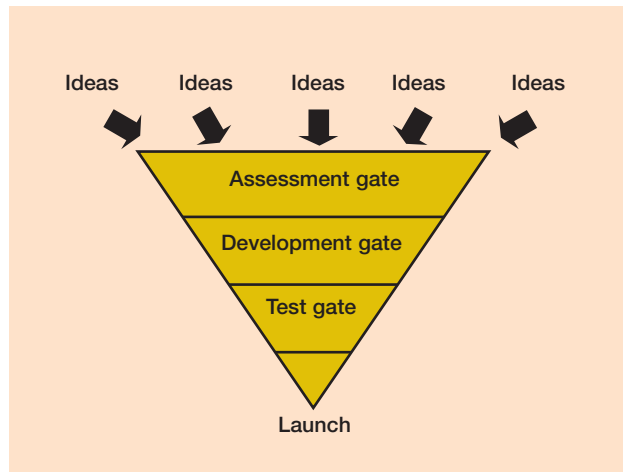 Ideas Ideas Ideas Ideas Ideas
Assessment gate
Development gate
Test gate
Launch